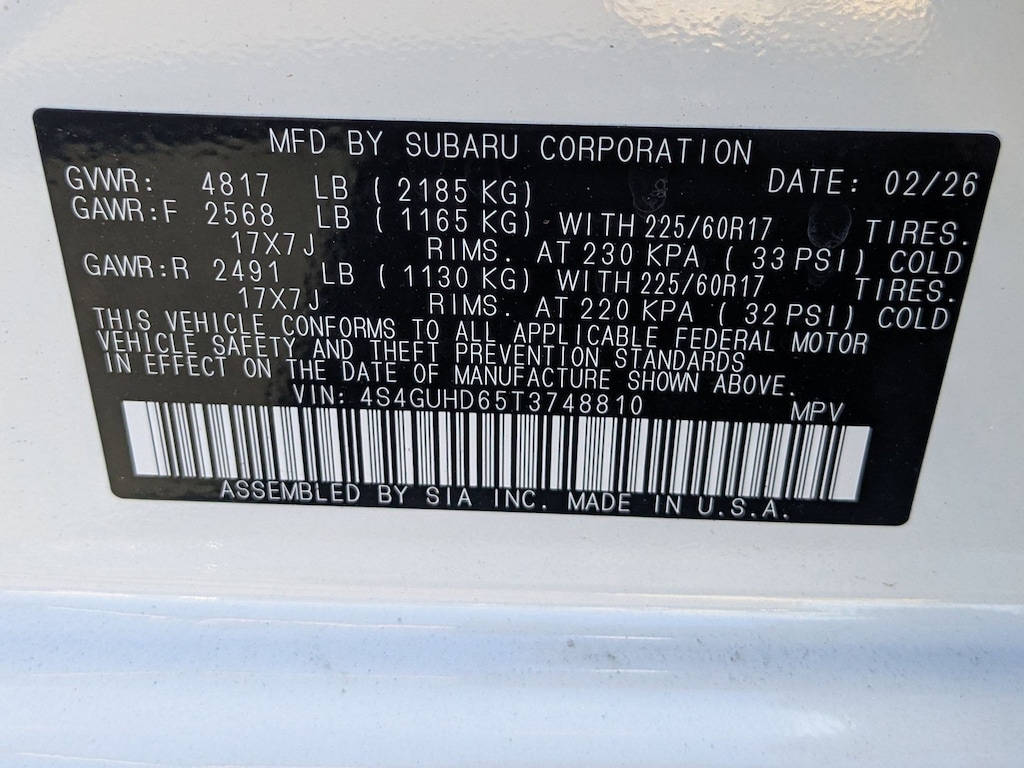 MFD BY SUBARU CORPORATION
GVWR: 4817 LB ( 2185 KG) DATE: 02/26
GAWR:F 2568 LB ( 1165 KG) WITH 225/60R17 TIRES.
17X7J RIMS. AT 230 KPA ( 33 PSI) COLD
GAWR:R 2491 LB ( 1130 KG) WITH 225/60R17 TIRES.
17X7J RIMS. AT 220 KPA ( 32 PSI) COLD
THIS VEHICLE CONFORMS TO ALL APPLICABLE FEDERAL MOTOR
VEHICLE SAFETY AND THEFT PREVENTION STANDARDS
IN EFFECT ON THE DATE OF MANUFACTURE SHOWN ABOVE.
VIN: 4S4GUHD65T3748810 MPV
ASSEMBLED BY SIA INC. MADE IN U.S.A.